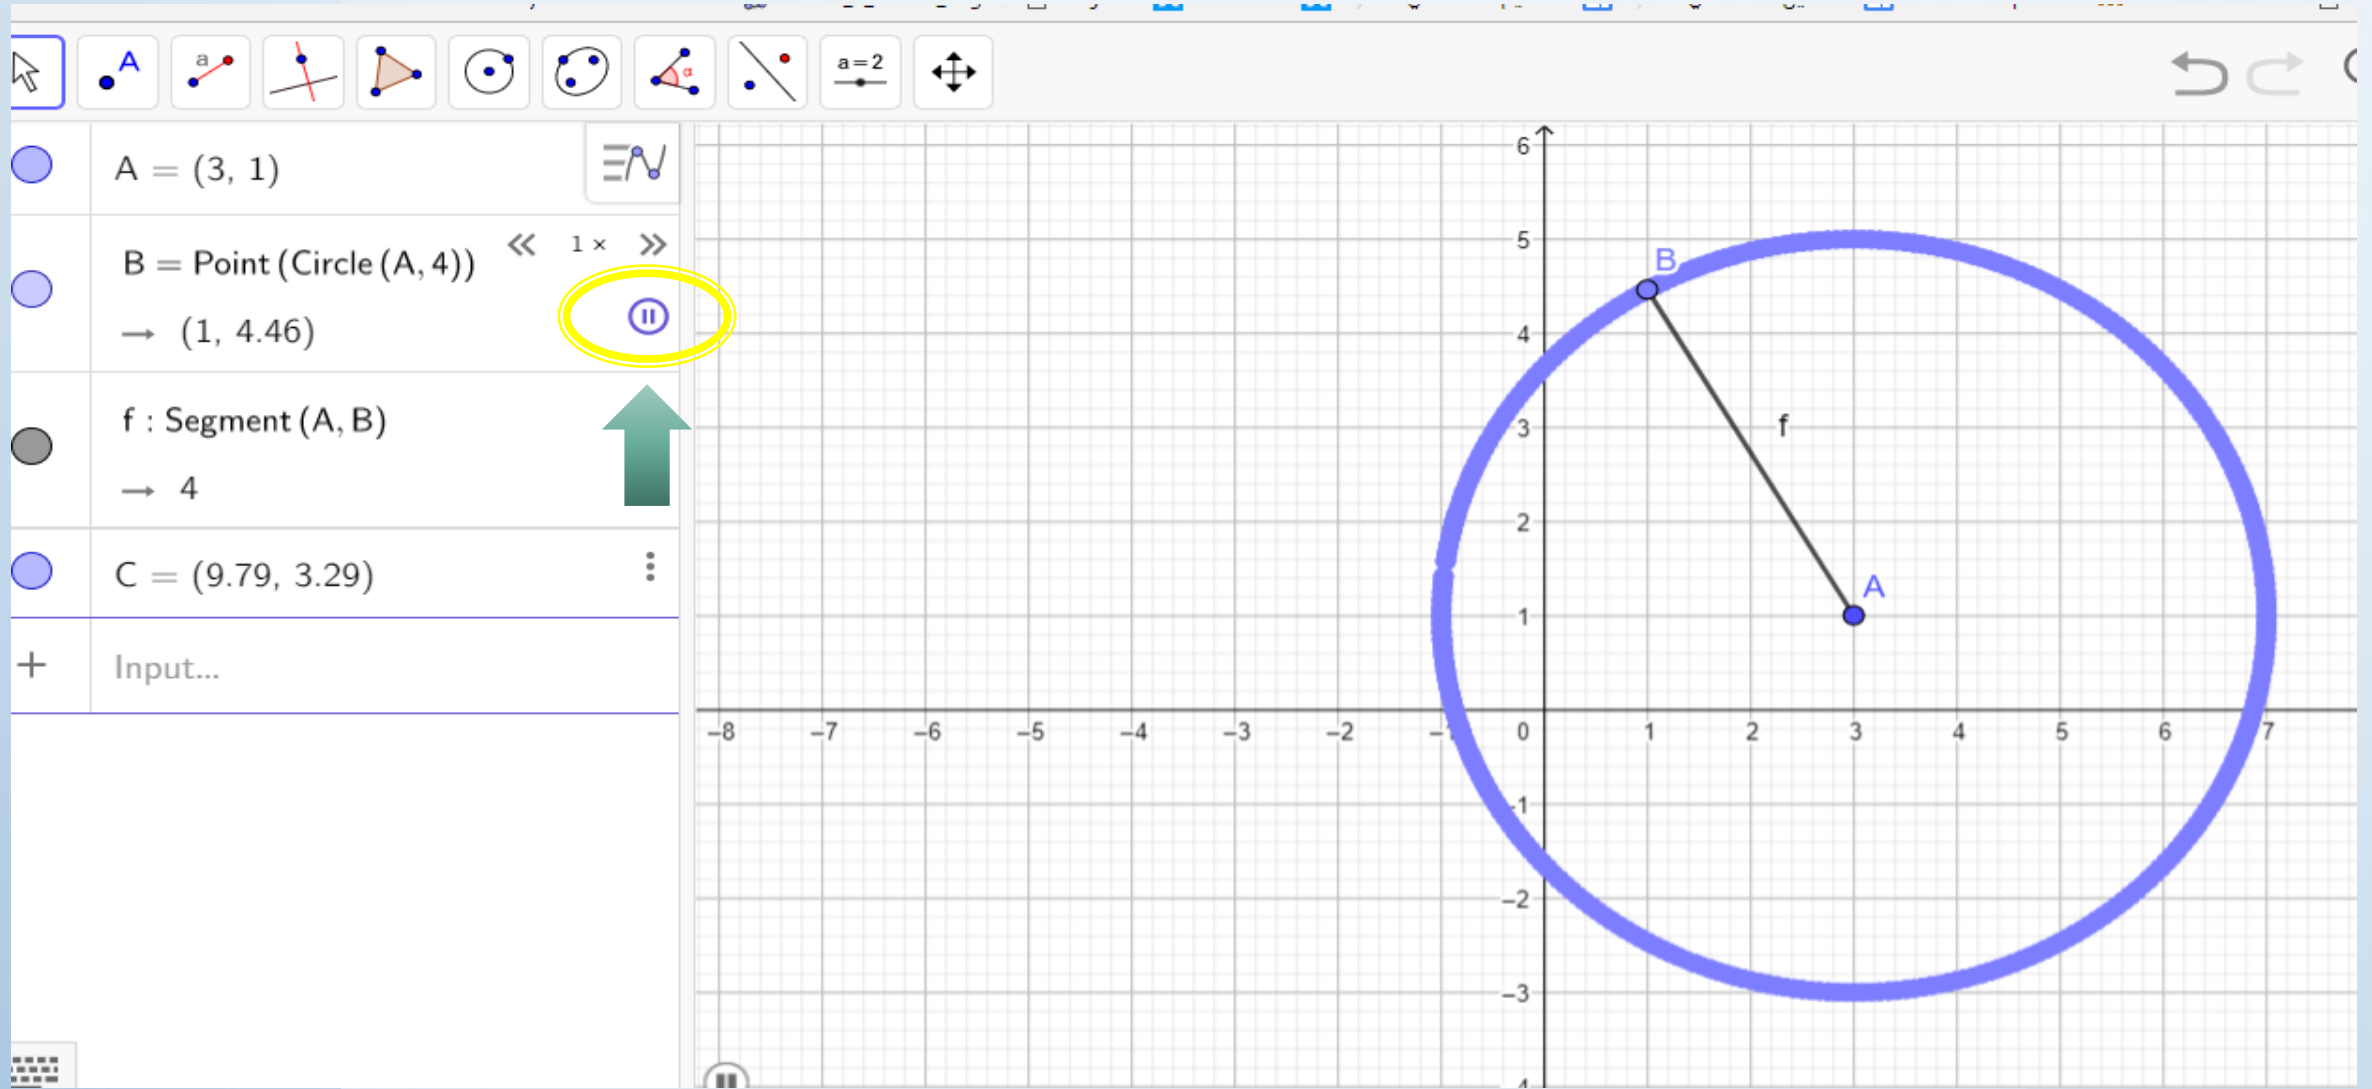 A
a
α
a=2
A = (3, 1)
B = Point (Circle (A, 4))
1 ×
→ (1, 4.46)
f : Segment (A, B)
→ 4
C = (9.79, 3.29)
+ Input...
6
5
B
4
3
f
2
A
1
–8 –7 –6 –5 –4 –3 –2 0 1 2 3 4 5 6 7
–2
–3